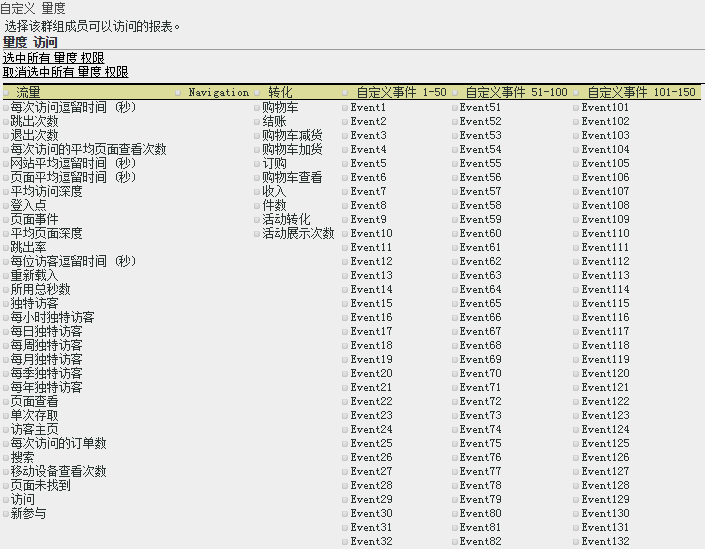 自定义 量度
选择该群组成员可以访问的报表。
量度 访问
选中所有 量度 权限
取消选中所有 量度 权限
流量 Navigation 转化 自定义事件 1-50 自定义事件 51-100 自定义事件 101-150
每次访问逗留时间 (秒) 购物车 Event1 Event51 Event101
跳出次数 结账 Event2 Event52 Event102
退出次数 购物车减货 Event3 Event53 Event103
每次访问的平均页面查看次数 购物车加货 Event4 Event54 Event104
网站平均逗留时间 (秒) 订购 Event5 Event55 Event105
页面平均逗留时间 (秒) 购物车查看 Event6 Event56 Event106
平均访问深度 收入 Event7 Event57 Event107
登入点 件数 Event8 Event58 Event108
页面事件 活动转化 Event9 Event59 Event109
平均页面深度 活动展示次数 Event10 Event60 Event110
跳出率 Event11 Event61 Event111
每位访客逗留时间 (秒) Event12 Event62 Event112
重新载入 Event13 Event63 Event113
所用总秒数 Event14 Event64 Event114
独特访客 Event15 Event65 Event115
每小时独特访客 Event16 Event66 Event116
每日独特访客 Event17 Event67 Event117
每周独特访客 Event18 Event68 Event118
每月独特访客 Event19 Event69 Event119
每季独特访客 Event20 Event70 Event120
每年独特访客 Event21 Event71 Event121
页面查看 Event22 Event72 Event122
单次存取 Event23 Event73 Event123
访客主页 Event24 Event74 Event124
每次访问的订单数 Event25 Event75 Event125
搜索 Event26 Event76 Event126
移动设备查看次数 Event27 Event77 Event127
页面未找到 Event28 Event78 Event128
访问 Event29 Event79 Event129
新参与 Event30 Event80 Event130
Event31 Event81 Event131
Event32 Event82 Event132